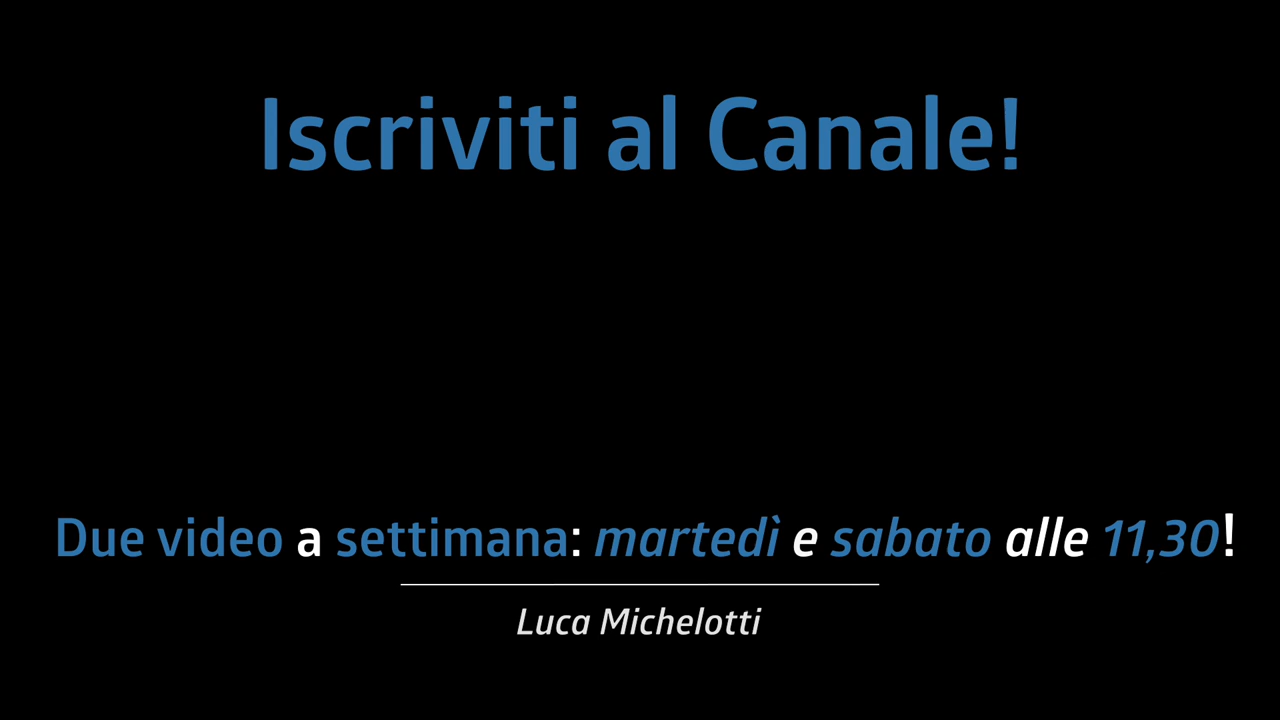 Iscriviti al Canale!
Due video a settimana: martedì e sabato alle 11,30!
Luca Michelotti